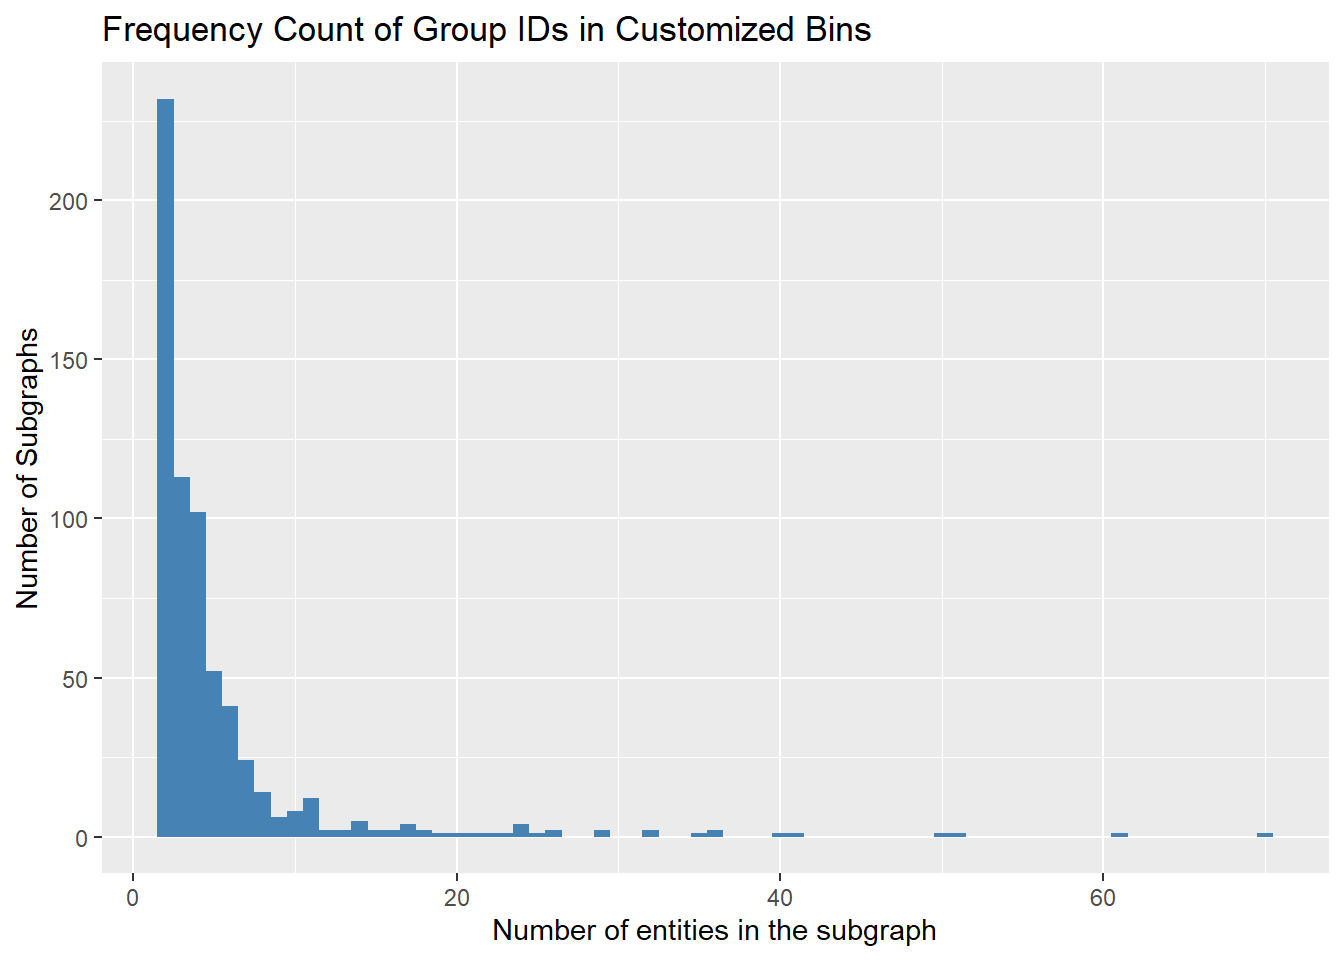 Frequency Count of Group IDs in Customized Bins
Number of Subgraphs
200
150
100
50
0
0 20 40 60
Number of entities in the subgraph